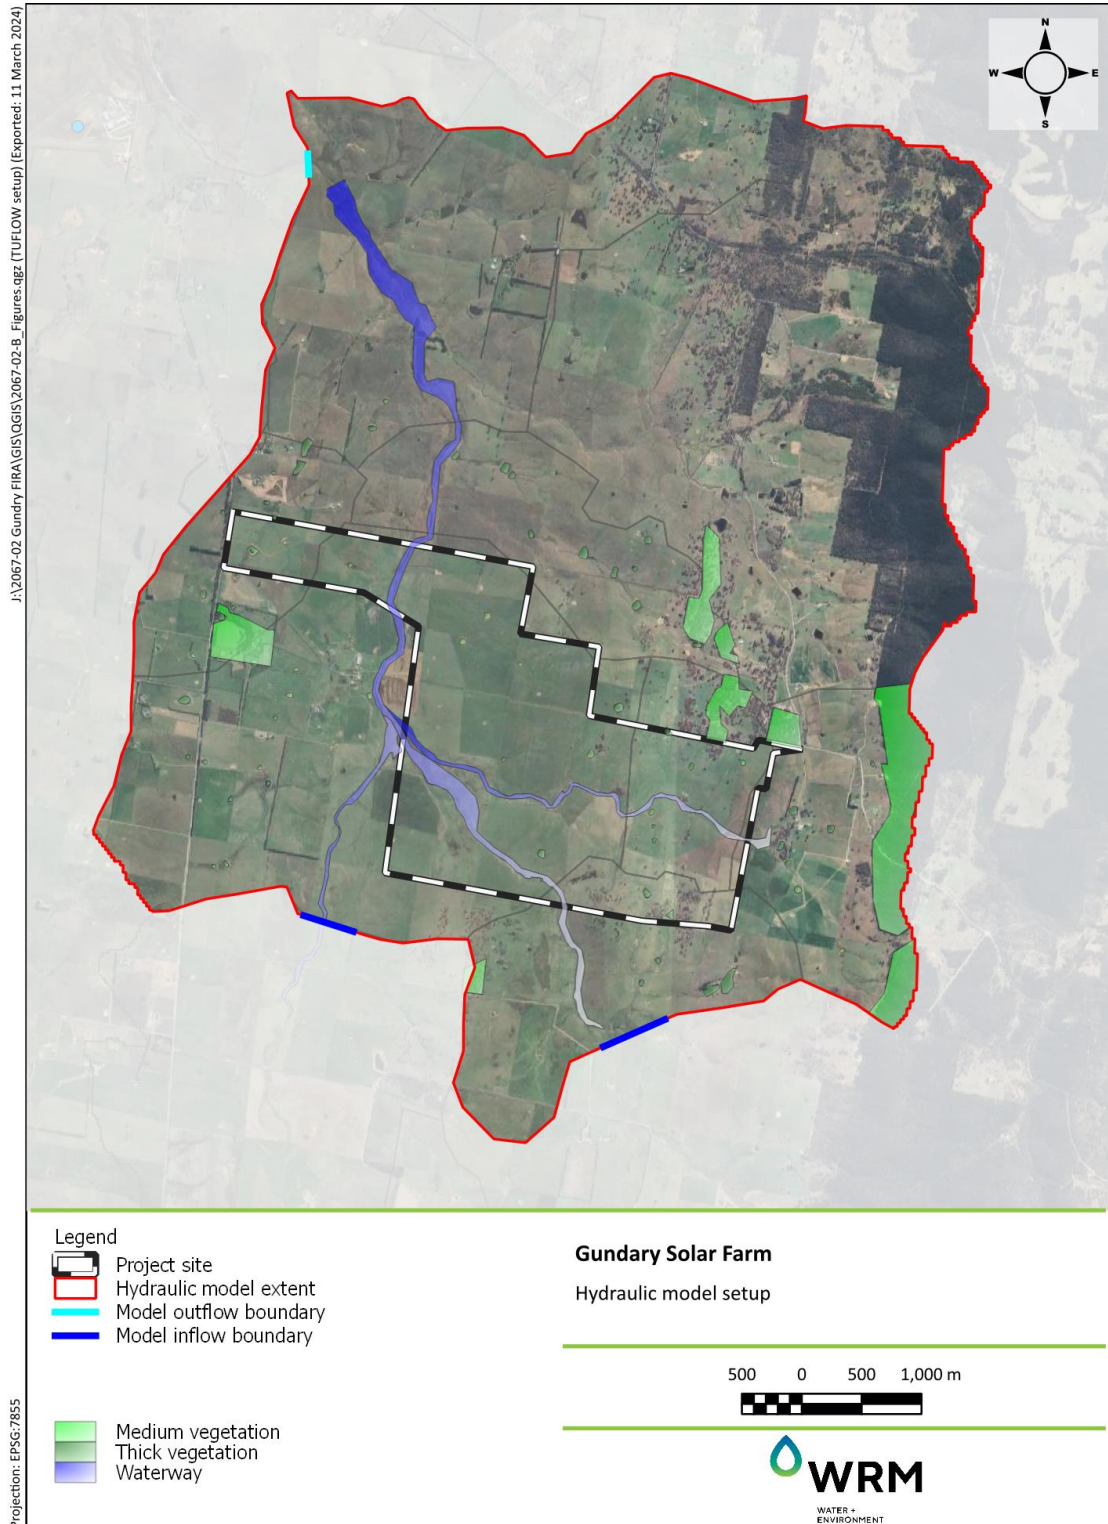 J:\2067-02 Gundry FIRA\GIS\QGIS\2067-02-B_Figures.qgz (TUFLOW setup) (Exported: 11 March 2024)
N
W
E
S
Legend
Project site
Hydraulic model extent
Model outflow boundary
Model inflow boundary
Medium vegetation
Thick vegetation
Waterway
Gundary Solar Farm
Hydraulic model setup
500 0 500 1,000 m
WRM
WATER +
ENVIRONMENT
Projection: EPSG:7855